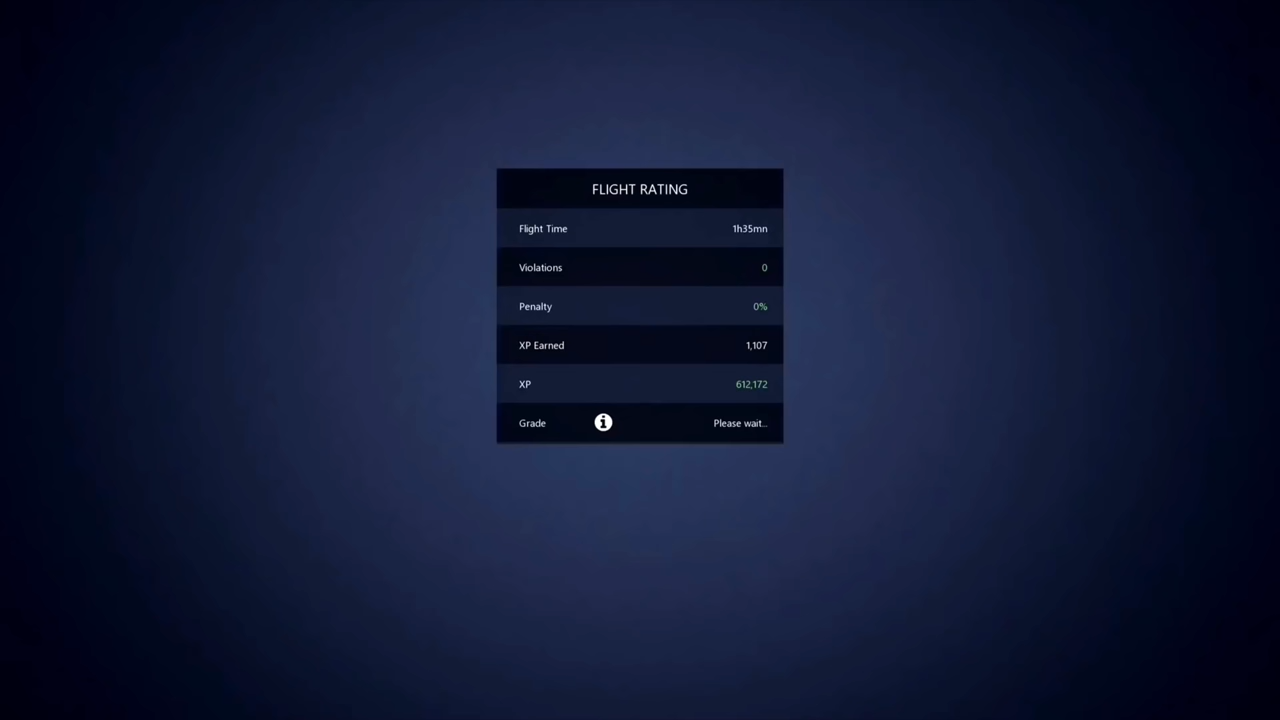 FLIGHT RATING
Flight Time 1h35mn
Violations 0
Penalty 0%
XP Earned 1,107
XP 612,172
Grade Please wait...